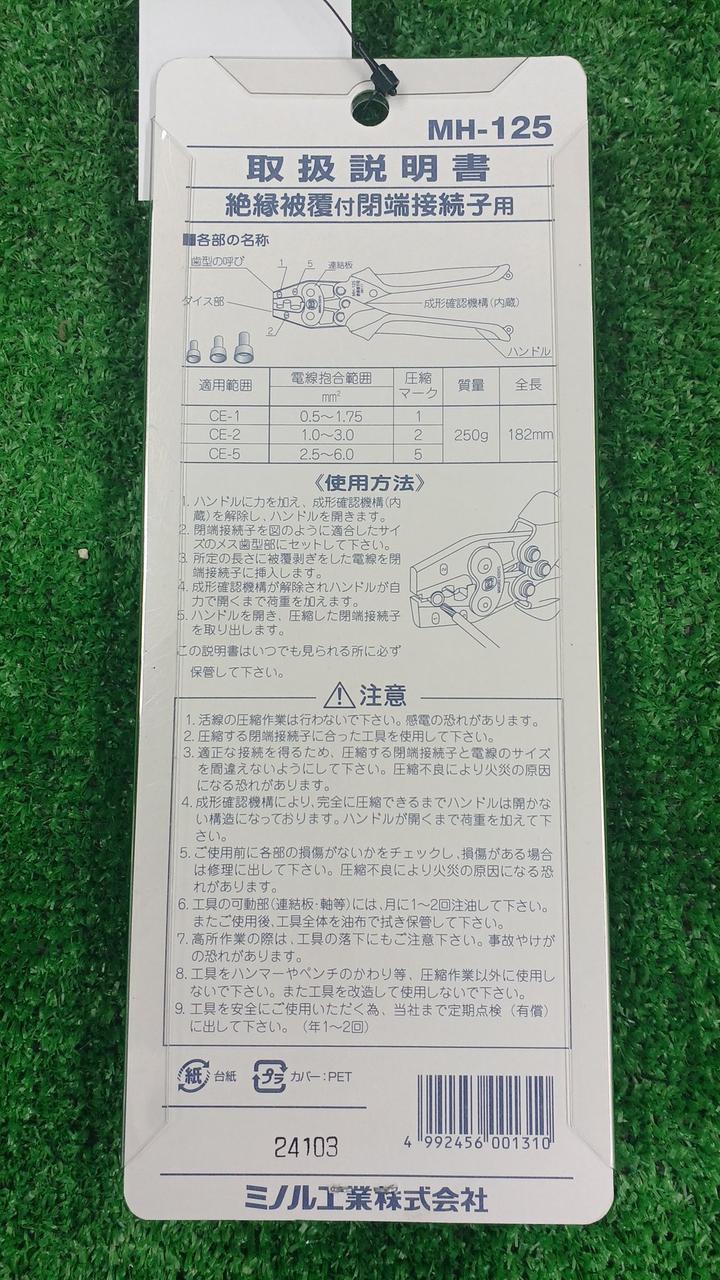 MH-125
取扱説明書
絶縁被覆付閉端接続子用
■各部の名称
歯型の呼び
1
5
連結板
ダイス部
成形確認機構(内蔵)
2
ハンドル
適用範囲 電線抱合範囲 mm² 圧縮マーク 質量 全長
CE-1 0.5～1.75 1
CE-2 1.0～3.0 2 250g 182mm
CE-5 2.5～6.0 5
《使用方法》
1. ハンドルに力を加え、成形確認機構(内
蔵)を解除し、ハンドルを開きます。
2. 閉端接続子を図のように適合したサイ
ズのメス歯型部にセットして下さい。
3. 所定の長さに被覆剥ぎをした電線を閉
端接続子に挿入します。
4. 成形確認機構が解除されハンドルが自
力で開くまで荷重を加えます。
5. ハンドルを開き、圧縮した閉端接続子
を取り出します。
この説明書はいつでも見られる所に必ず
保管して下さい。
注意
1. 活線の圧縮作業は行わないで下さい。感電の恐れがあります。
2. 圧縮する閉端接続子に合った工具を使用して下さい。
3. 適正な接続を得るため、圧縮する閉端接続子と電線のサイズ
を間違えないようにして下さい。圧縮不良により火災の原因
になる恐れがあります。
4. 成形確認機構により、完全に圧縮できるまでハンドルは開かな
い構造になっております。ハンドルが開くまで荷重を加えて下
さい。
5. ご使用前に各部の損傷がないかをチェックし、損傷がある場合
は修理に出して下さい。圧縮不良により火災の原因になる恐
れがあります。
6. 工具の可動部(連結板・軸等)には、月に1～2回注油して下さい。
またご使用後、工具全体を油布で拭き保管して下さい。
7. 高所作業の際は、工具の落下にもご注意下さい。事故やけが
の恐れがあります。
8. 工具をハンマーやペンチのかわり等、圧縮作業以外に使用し
ないで下さい。また工具を改造して使用しないで下さい。
9. 工具を安全にご使用いただく為、当社まで定期点検（有償）
に出して下さい。（年1～2回）
紙 台紙 プラ カバー:PET
4 992456 001310
24103
ミノル工業株式会社